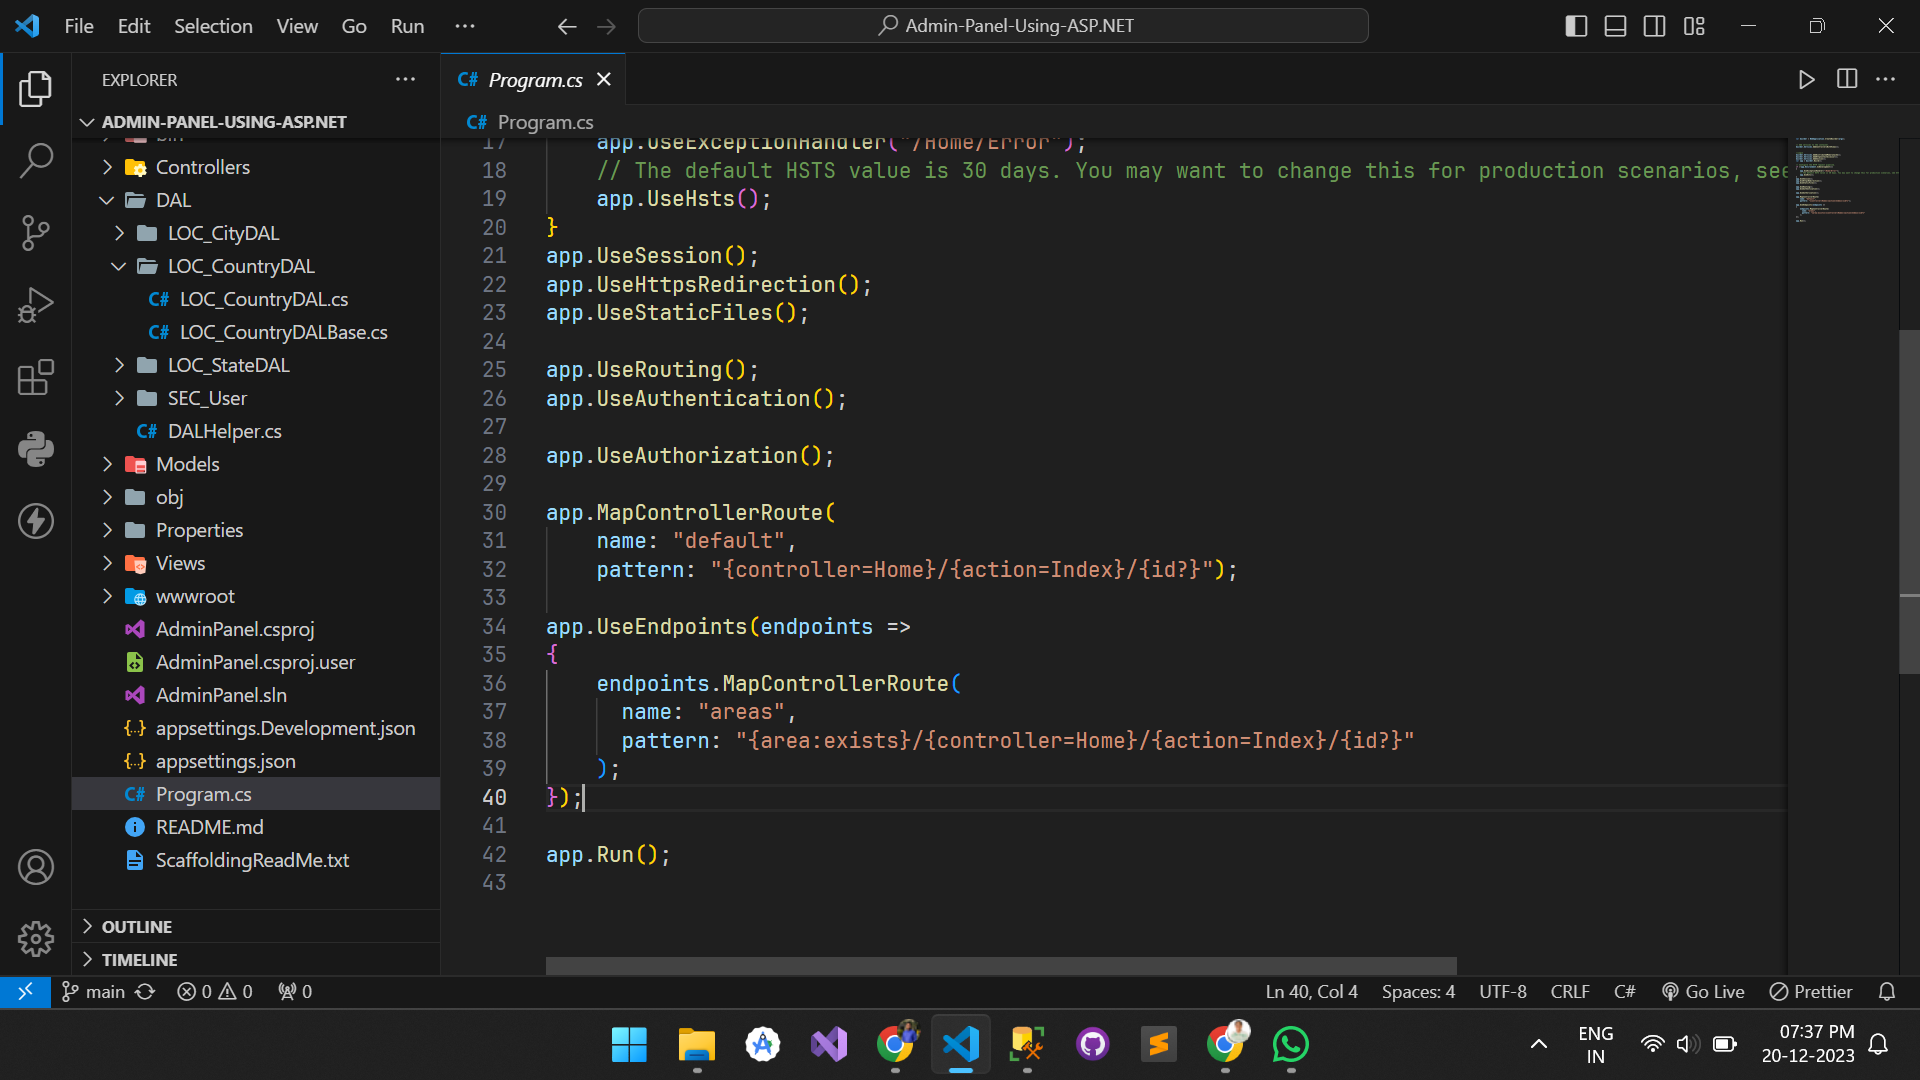 File Edit Selection View Go Run ···
Admin-Panel-Using-ASP.NET
EXPLORER
ADMIN-PANEL-USING-ASP.NET
bin
Controllers
DAL
LOC_CityDAL
LOC_CountryDAL
C# LOC_CountryDAL.cs
C# LOC_CountryDALBase.cs
LOC_StateDAL
SEC_User
C# DALHelper.cs
Models
obj
Properties
Views
wwwroot
AdminPanel.csproj
AdminPanel.csproj.user
AdminPanel.sln
{..} appsettings.Development.json
{..} appsettings.json
C# Program.cs
README.md
ScaffoldingReadMe.txt
OUTLINE
TIMELINE
C# Program.cs
C# Program.cs
17 app.UseExceptionHandler("/Home/Error");
18 // The default HSTS value is 30 days. You may want to change this for production scenarios, see
19 app.UseHsts();
20 }
21 app.UseSession();
22 app.UseHttpsRedirection();
23 app.UseStaticFiles();
24
25 app.UseRouting();
26 app.UseAuthentication();
27
28 app.UseAuthorization();
29
30 app.MapControllerRoute(
31 name: "default",
32 pattern: "{controller=Home}/{action=Index}/{id?}");
33
34 app.UseEndpoints(endpoints =>
35 {
36 endpoints.MapControllerRoute(
37 name: "areas",
38 pattern: "{area:exists}/{controller=Home}/{action=Index}/{id?}"
39 );
40 });
41
42 app.Run();
43
main 0 0 0
Ln 40, Col 4 Spaces: 4 UTF-8 CRLF C# Go Live Prettier
ENG
IN
07:37 PM
20-12-2023